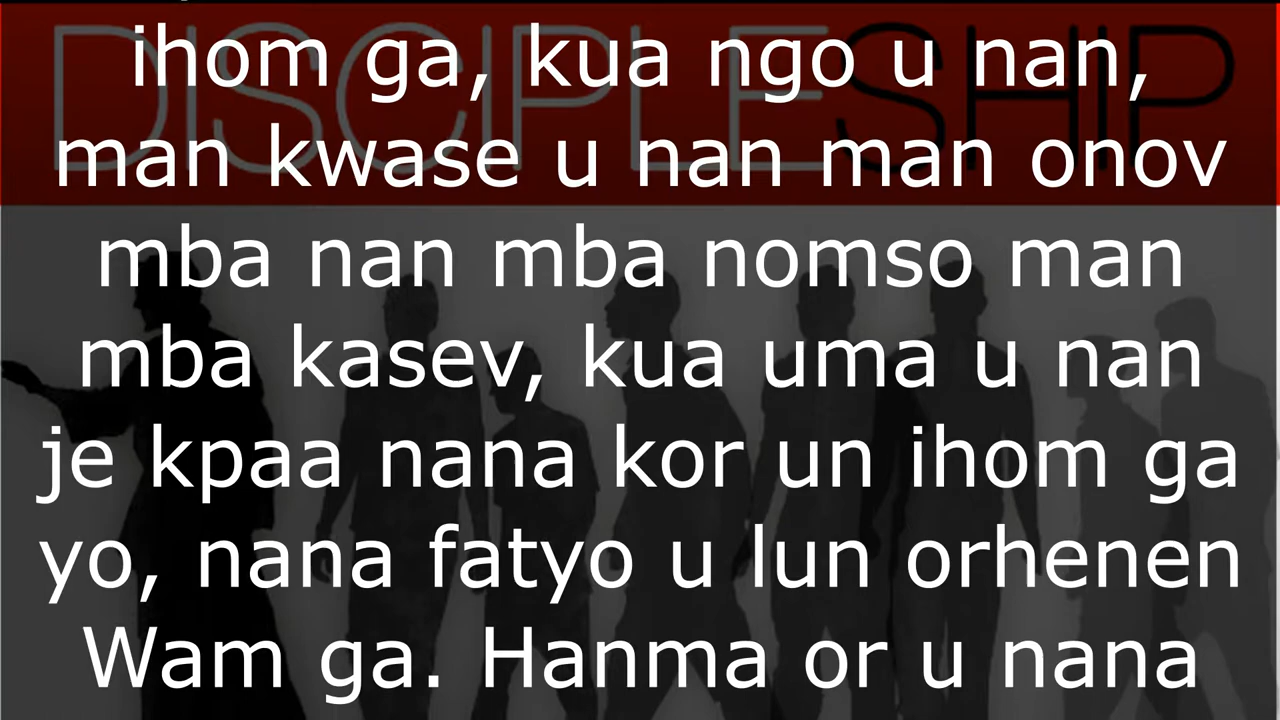 DISCIPLESHIP
ihom ga, kua ngo u nan,
man kwase u nan man onov
mba nan mba nomso man
mba kasev, kua uma u nan
je kpaa nana kor un ihom ga
yo, nana fatyo u lun orhenen
Wam ga. Hanma or u nana